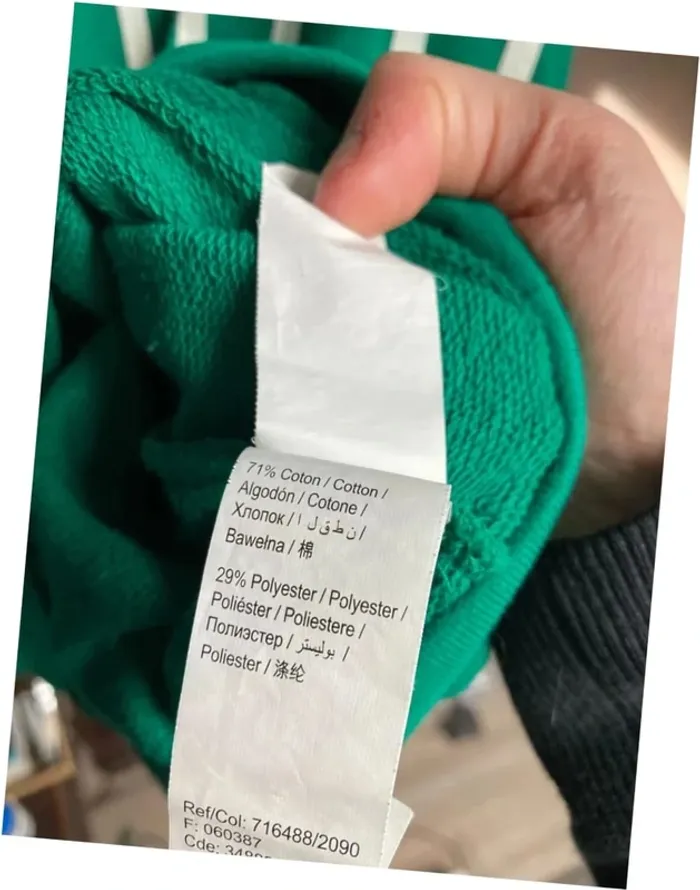 71% Coton / Cotton /
Algodón / Cotone /
Хлопок / ن ط ق ل ا /
Bawełna / 棉
29% Polyester / Polyester /
Poliéster / Poliestere /
Полиэстер / بوليستر /
Poliester / 涤纶
Ref/Col: 716488/2090
F: 060387
Cde: